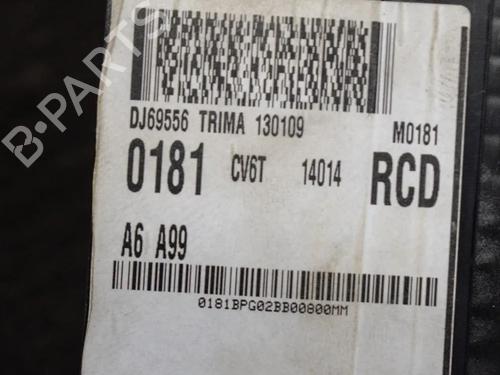 B-PARTS
DJ69556 TRIMA 130109 M0181
0181 CV6T 14014 RCD
A6 A99
0181BPG02BB00800MM